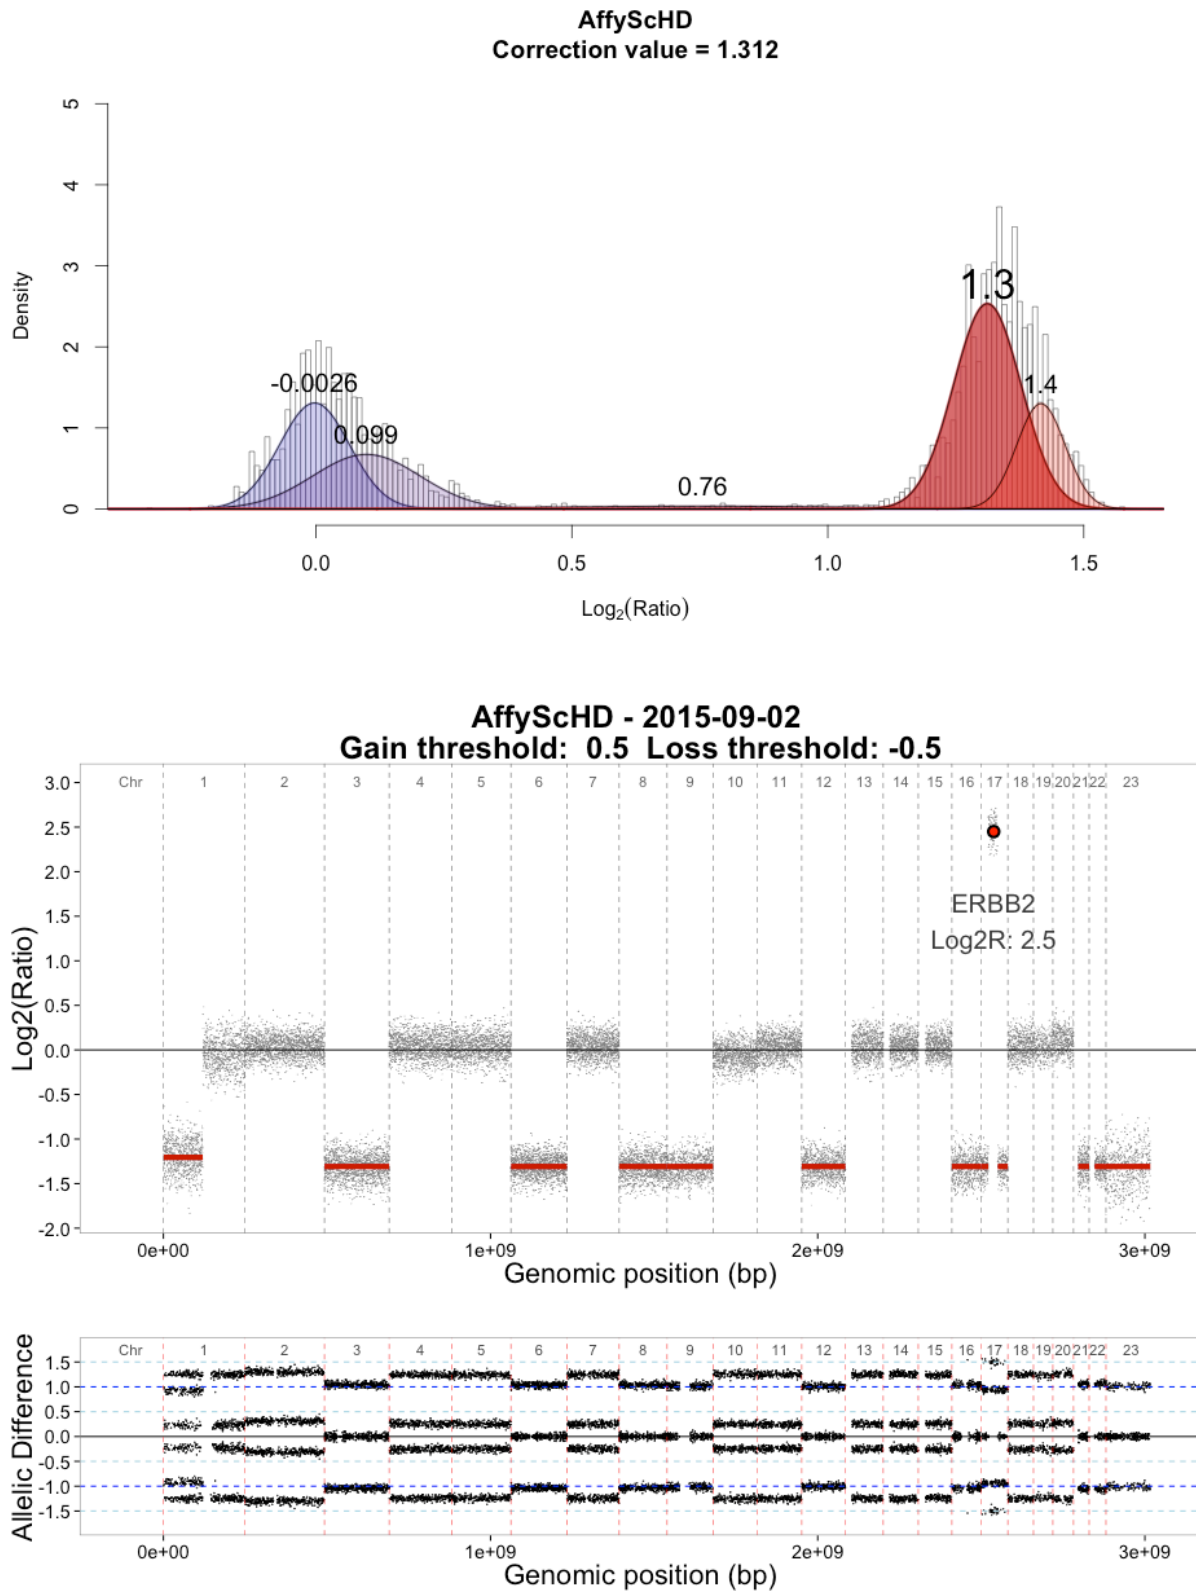 AffyScHD
Correction value = 1.312
5
4
3
2
1
0
Density
1.3
1.4
-0.0026
0.099
0.76
0.0 0.5 1.0 1.5
Log2(Ratio)
AffyScHD - 2015-09-02
Gain threshold: 0.5 Loss threshold: -0.5
Chr 1 2 3 4 5 6 7 8 9 10 11 12 13 14 15 16 17 18 19 20 21 22 23
3.0
2.5
2.0
1.5
1.0
0.5
0.0
-0.5
-1.0
-1.5
-2.0
Log2(Ratio)
ERBB2
Log2R: 2.5
0e+00 1e+09 2e+09 3e+09
Genomic position (bp)
Chr 1 2 3 4 5 6 7 8 9 10 11 12 13 14 15 16 17 18 19 20 21 22 23
1.5
1.0
0.5
0.0
-0.5
-1.0
-1.5
Allelic Difference
0e+00 1e+09 2e+09 3e+09
Genomic position (bp)